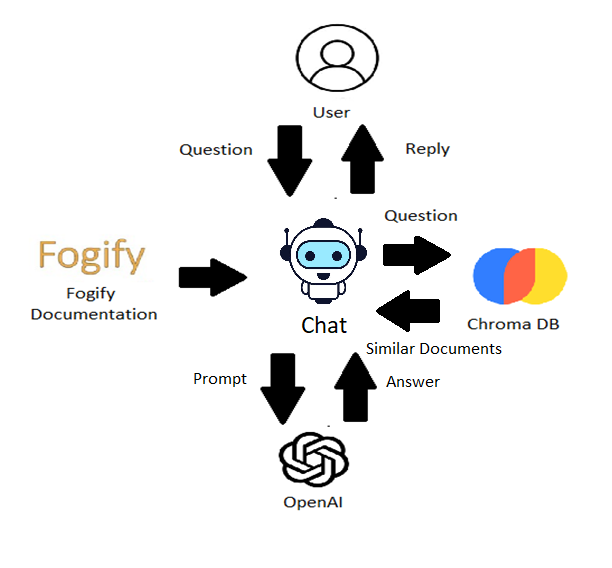 User
Question
Reply
Question
Fogify
Fogify
Documentation
Chat
Chroma DB
Similar Documents
Prompt
Answer
OpenAI